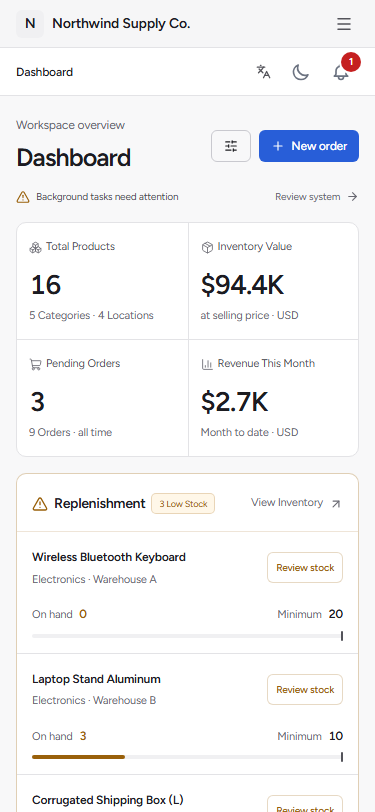 N Northwind Supply Co.
Dashboard
1
Workspace overview
Dashboard
New order
Background tasks need attention
Review system
Total Products
16
5 Categories · 4 Locations
Inventory Value
$94.4K
at selling price · USD
Pending Orders
3
9 Orders · all time
Revenue This Month
$2.7K
Month to date · USD
Replenishment
3 Low Stock
View Inventory
Wireless Bluetooth Keyboard
Electronics · Warehouse A
Review stock
On hand 0
Minimum 20
Laptop Stand Aluminum
Electronics · Warehouse B
Review stock
On hand 3
Minimum 10
Corrugated Shipping Box (L)
Review stock